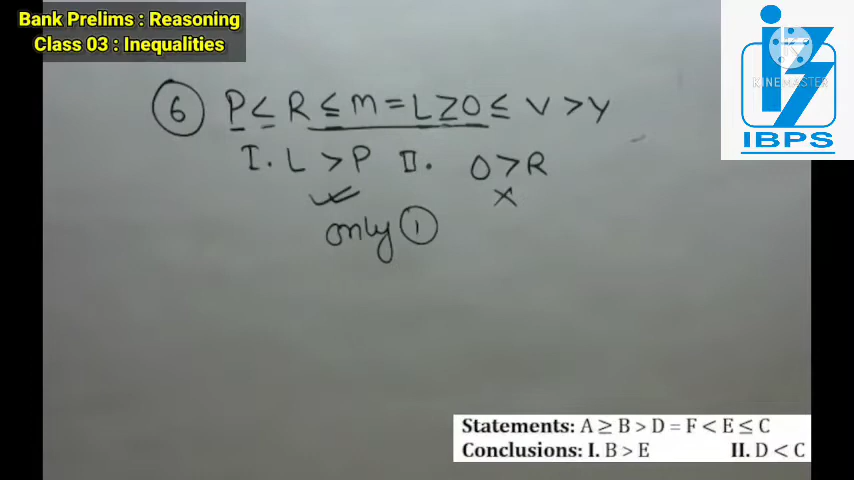 Bank Prelims : Reasoning
Class 03 : Inequalities
KINEMASTER
IBPS
⑥ P ≤ R ≤ M = L ≥ O ≤ V > Y
I. L > P II. O > R
✓ ✗
only ①
Statements: A ≥ B > D = F < E ≤ C
Conclusions: I. B > E II. D < C